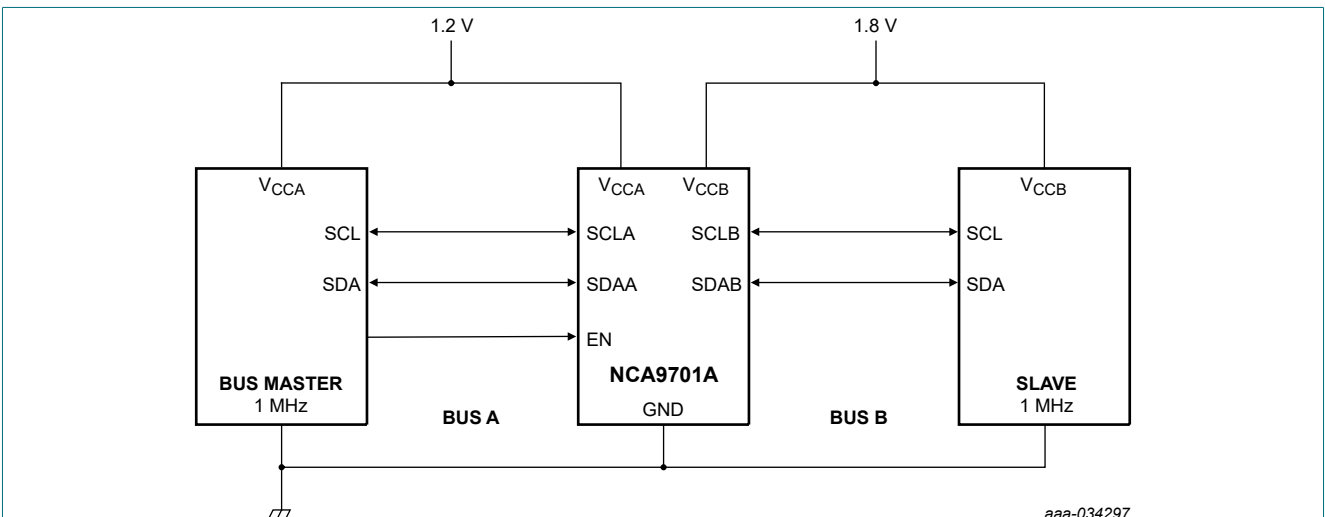 1.2 V
1.8 V
VCCA
VCCA
VCCB
VCCB
SCL
SCLA
SCLB
SCL
SDA
SDAA
SDAB
SDA
EN
NCA9701A
BUS MASTER
SLAVE
1 MHz
GND
1 MHz
BUS A
BUS B
aaa-034297